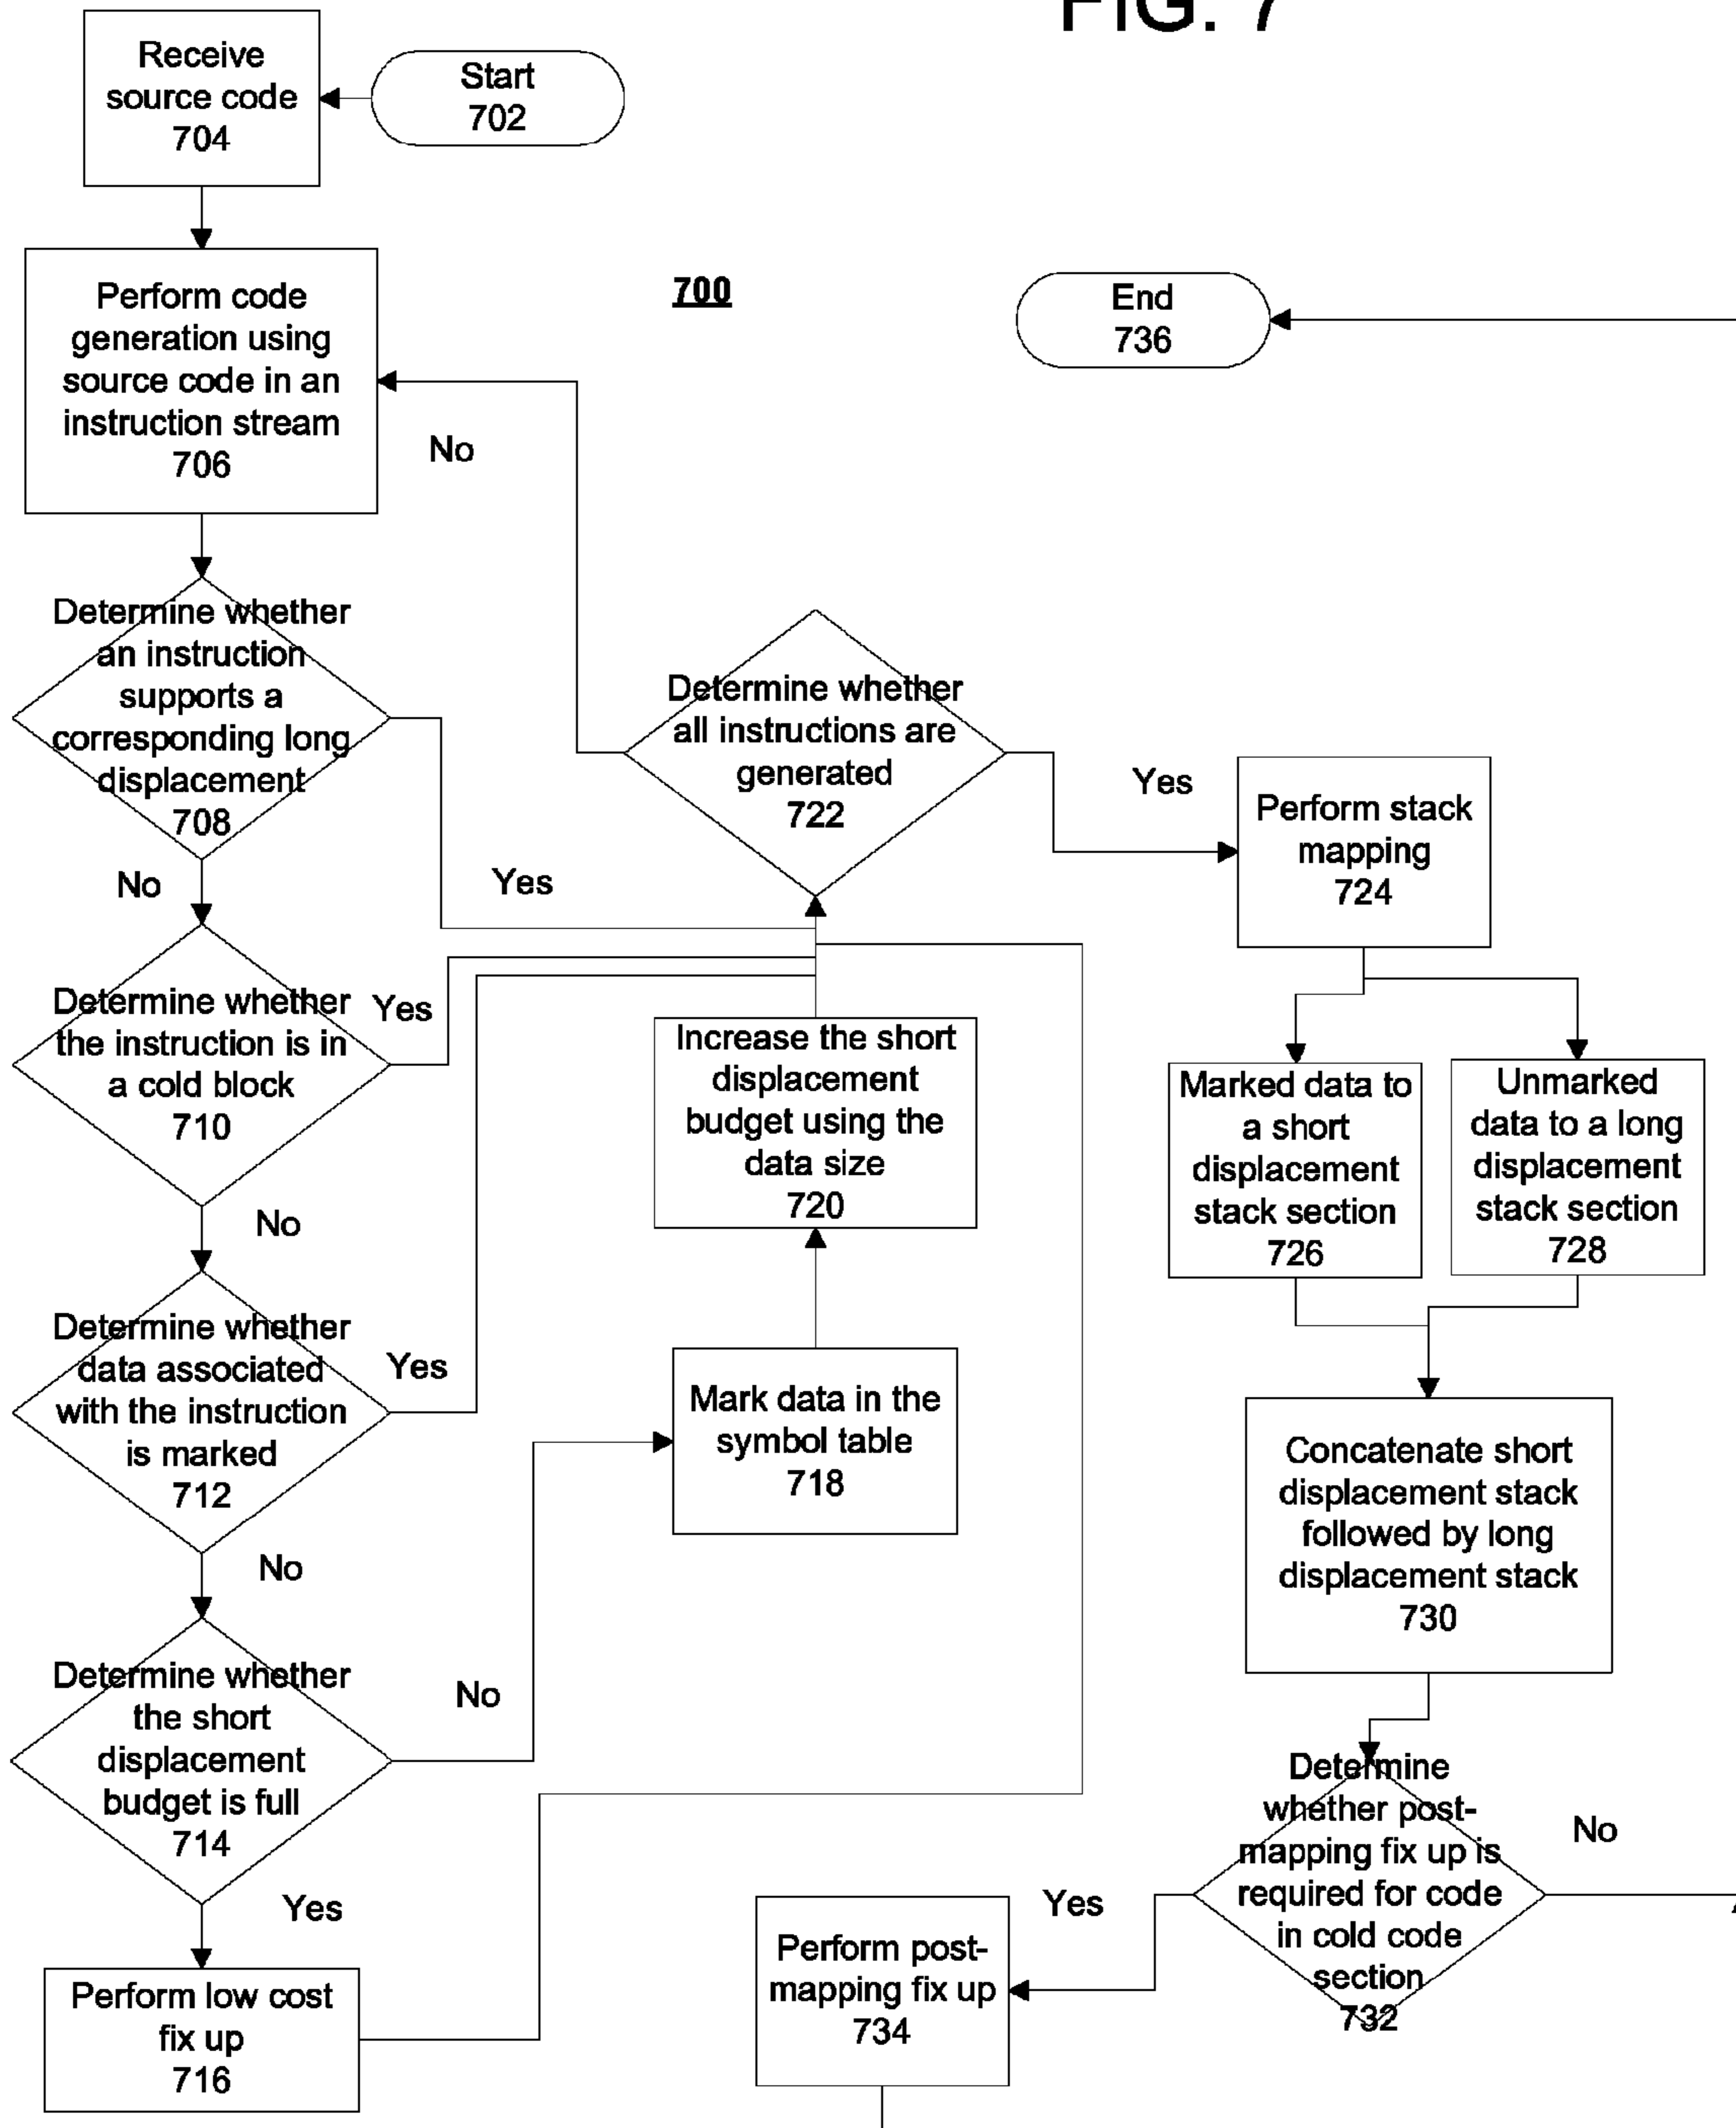 FIG. 7
Receive
source code
704
Start
702
Perform code
generation using
source code in an
instruction stream
706
700
End
736
No
Determine whether
an instruction
supports a
corresponding long
displacement
708
No
Yes
Determine whether
all instructions are
generated
722
Yes
Perform stack
mapping
724
Determine whether
the instruction is in
a cold block
710
Yes
No
Increase the short
displacement
budget using the
data size
720
Marked data to
a short
displacement
stack section
726
Unmarked
data to a long
displacement
stack section
728
Determine whether
data associated
with the instruction
is marked
712
Yes
No
Mark data in the
symbol table
718
Concatenate short
displacement stack
followed by long
displacement stack
730
Determine whether
the short
displacement
budget is full
714
No
Yes
Perform low cost
fix up
716
Determine
whether post-
mapping fix up is
required for code
in cold code
section
732
No
Yes
Perform post-
mapping fix up
734